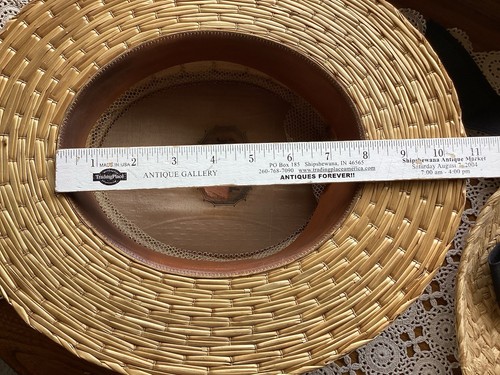 1 2 3 4 5 6 7 8 9 10 11
MADE IN USA
TradingPlace
ANTIQUE GALLERY
PO Box 185 Shipshewana, IN 46565
260-768-7090 www.tradingplaceamerica.com
ANTIQUES FOREVER!!
Shipshewana Antique Market
Saturday August 7, 2004
7:00 am - 4:00 pm